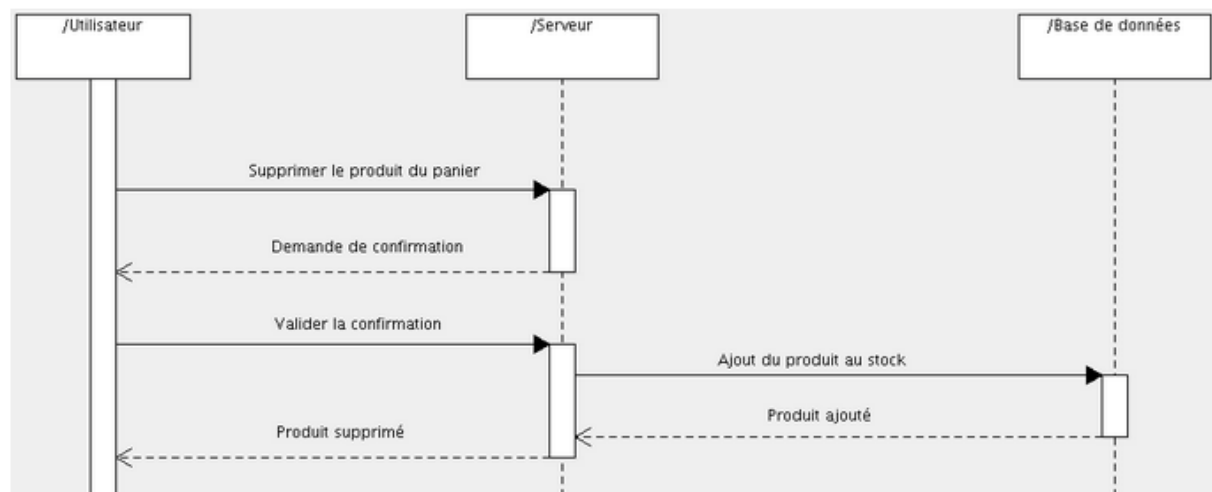 /Utilisateur
/Serveur
/Base de données
Supprimer le produit du panier
Demande de confirmation
Valider la confirmation
Ajout du produit au stock
Produit ajouté
Produit supprimé